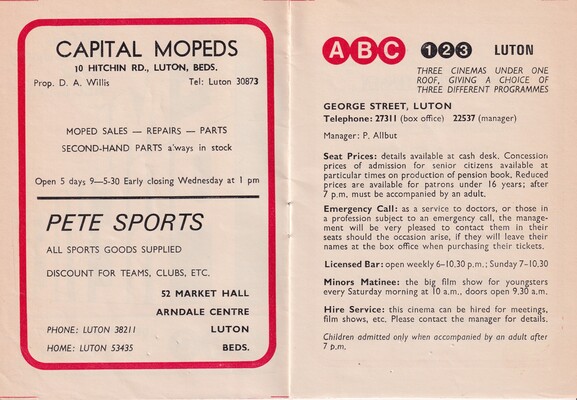 CAPITAL MOPEDS
10 HITCHIN RD., LUTON, BEDS.
Prop. D. A. Willis Tel: Luton 30873
MOPED SALES — REPAIRS — PARTS
SECOND-HAND PARTS a'ways in stock
Open 5 days; 9—5-30 Early closing Wednesday at 1 pm
PETE SPORTS
ALL SPORTS GOODS SUPPLIED
DISCOUNT FOR TEAMS, CLUBS, ETC.
52 MARKET HALL
ARNDALE CENTRE
PHONE: LUTON 38211 LUTON
HOME: LUTON 53435 BEDS.
ABC 123 LUTON
THREE CINEMAS UNDER ONE
ROOF, GIVING A CHOICE OF
THREE DIFFERENT PROGRAMMES
GEORGE STREET, LUTON
Telephone: 27311 (box office) 22537 (manager)
Manager: P. Allbut
Seat Prices: details available at cash desk. Concession
prices of admission for senior citizens available at
particular times on production of pension book. Reduced
prices are available for patrons under 16 years; after
7 p.m. must be accompanied by an adult.
Emergency Call: as a service to doctors, or those in
a profession subject to an emergency call, the manage-
ment will be very pleased to contact them in their
seats should the occasion arise, if they will leave their
names at the box office when purchasing their tickets.
Licensed Bar: open weekly 6-10.30 p.m.; Sunday 7-10.30
Minors Matinee: the big film show for youngsters
every Saturday morning at 10 a.m., doors open 9.30 a.m.
Hire Service: this cinema can be hired for meetings,
film shows, etc. Please contact the manager for details.
Children admitted only when accompanied by an adult after
7 p.m.